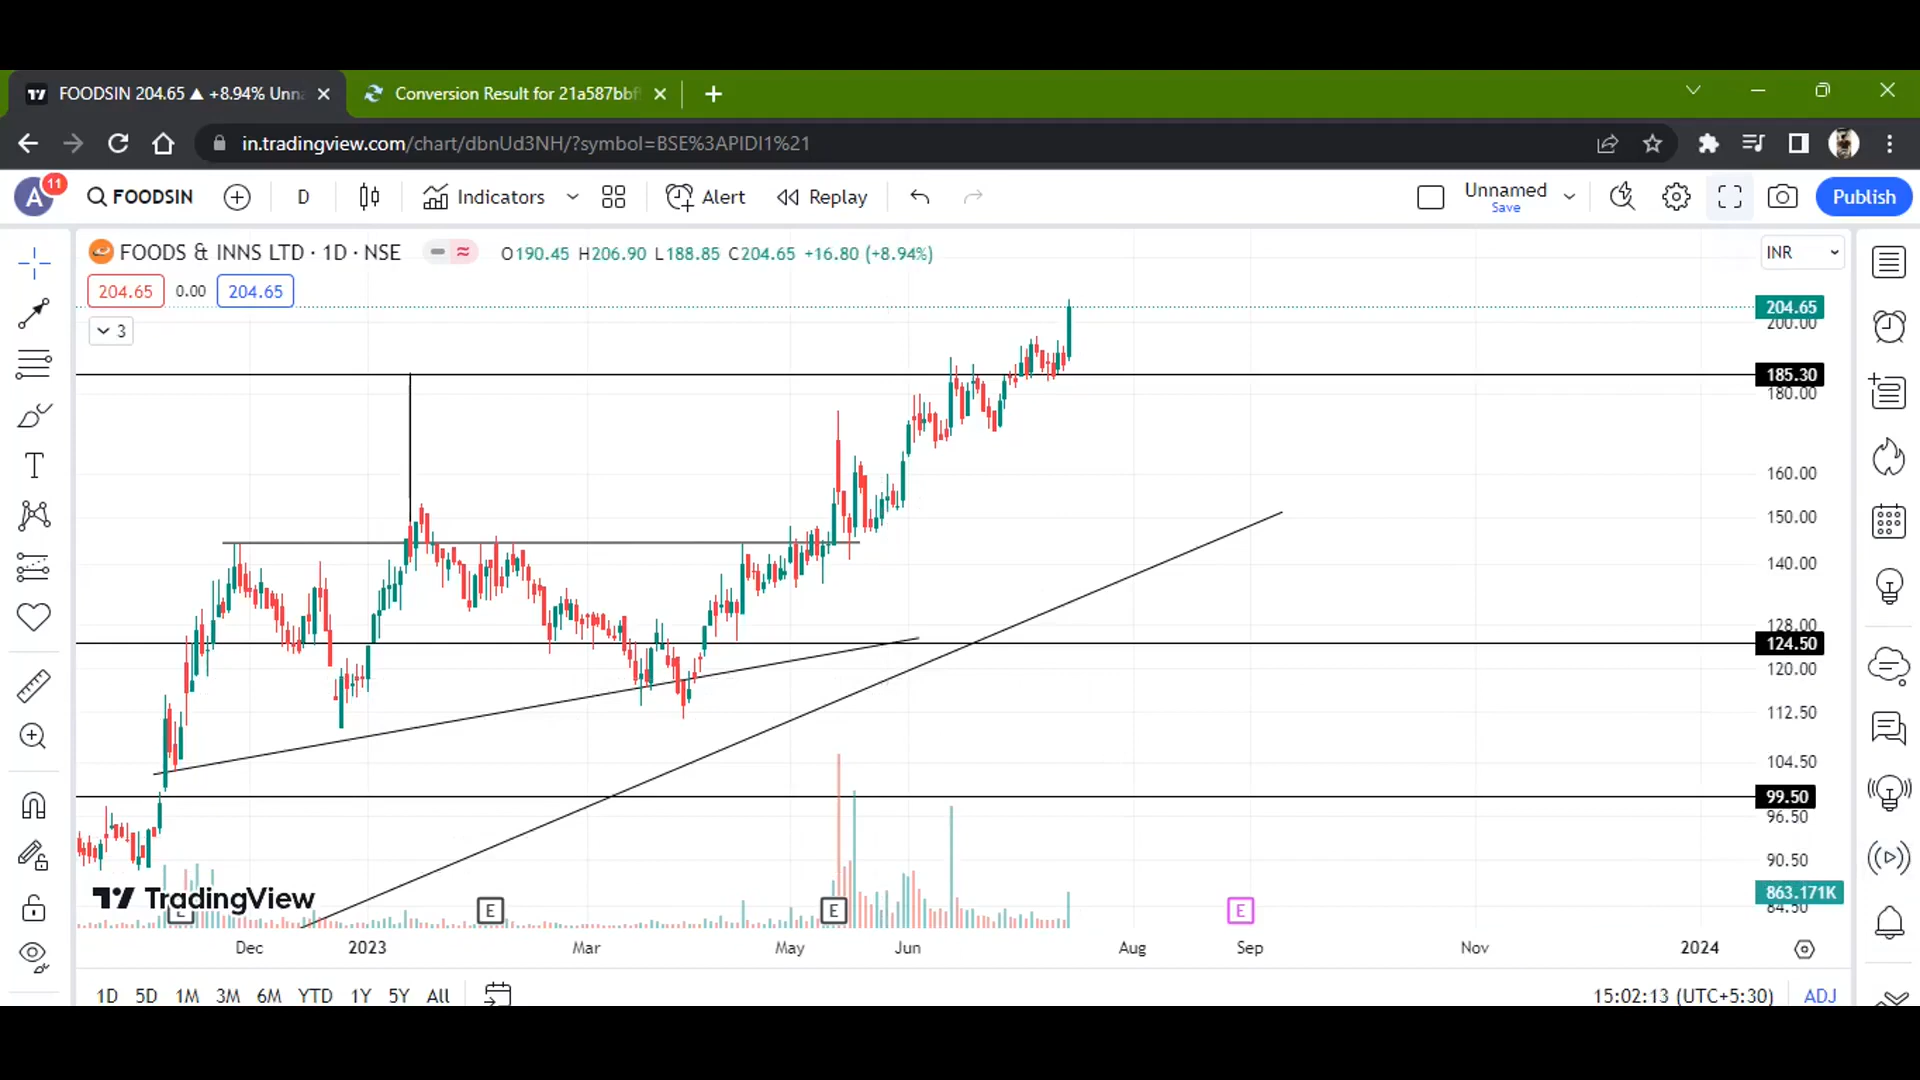 FOODSIN 204.65 ▲ +8.94% Unna
Conversion Result for 21a587bbf
in.tradingview.com/chart/dbnUd3NH/?symbol=BSE%3APIDI1%21
A 11 FOODSIN D Indicators Alert Replay Unnamed Save Publish
FOODS & INNS LTD · 1D · NSE O190.45 H206.90 L188.85 C204.65 +16.80 (+8.94%) INR
204.65 0.00 204.65
3
204.65
200.00
185.30
180.00
160.00
150.00
140.00
128.00
124.50
120.00
112.50
104.50
99.50
96.50
90.50
863.171K
84.50
TradingView
E E E E
Dec 2023 Mar May Jun Aug Sep Nov 2024
1D 5D 1M 3M 6M YTD 1Y 5Y All 15:02:13 (UTC+5:30) ADJ